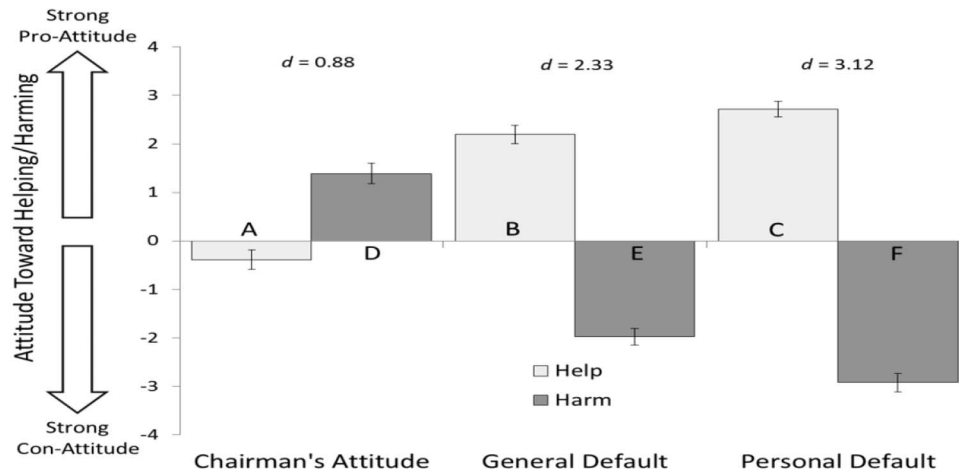 Strong
Pro-Attitude
Attitude Toward Helping/Harming
Strong
Con-Attitude
4
3
2
1
0
-1
-2
-3
-4
d = 0.88
d = 2.33
d = 3.12
A
B
C
D
E
F
Help
Harm
Chairman's Attitude
General Default
Personal Default